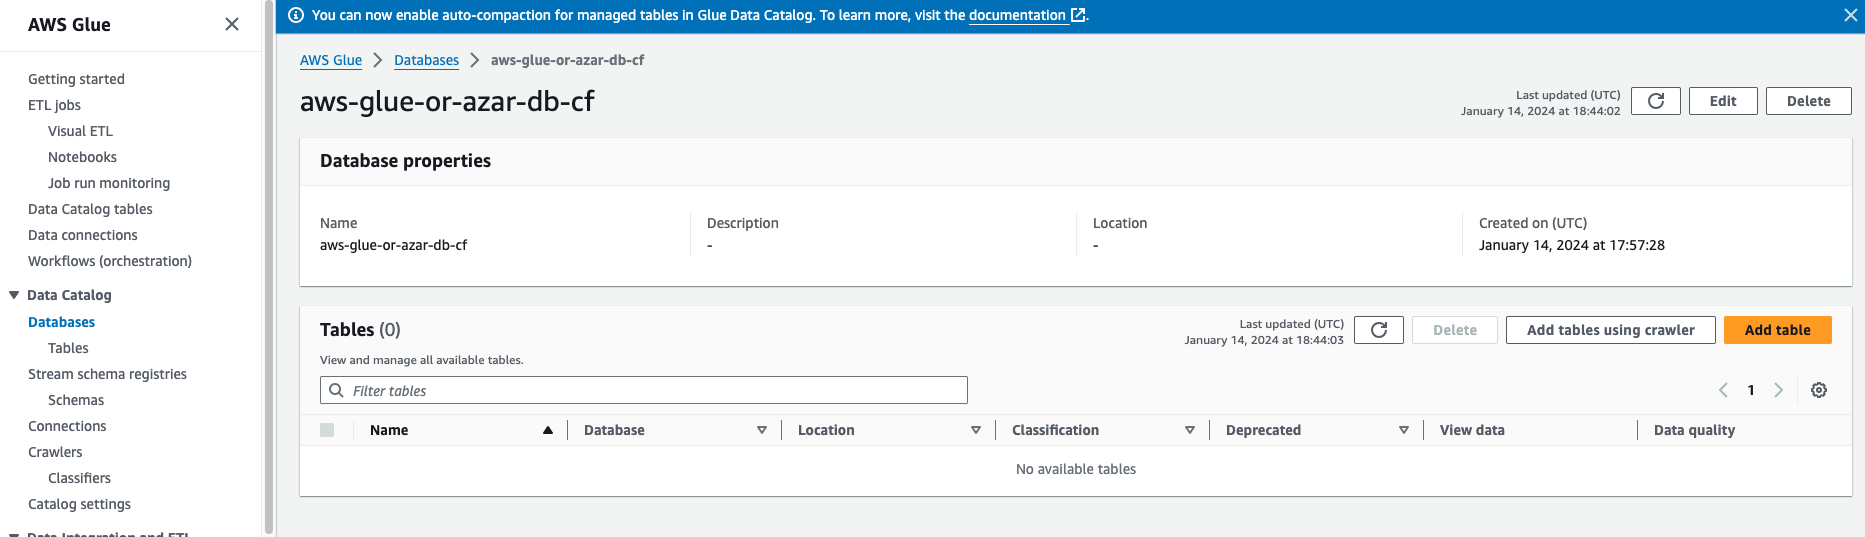 AWS Glue
Getting started
ETL jobs
Visual ETL
Notebooks
Job run monitoring
Data Catalog tables
Data connections
Workflows (orchestration)
Data Catalog
Databases
Tables
Stream schema registries
Schemas
Connections
Crawlers
Classifiers
Catalog settings
Data Integration and ETL
You can now enable auto-compaction for managed tables in Glue Data Catalog. To learn more, visit the documentation.
AWS Glue > Databases > aws-glue-or-azar-db-cf
aws-glue-or-azar-db-cf
Last updated (UTC)
January 14, 2024 at 18:44:02
Edit
Delete
Database properties
Name
aws-glue-or-azar-db-cf
Description
-
Location
-
Created on (UTC)
January 14, 2024 at 17:57:28
Tables (0)
Last updated (UTC)
January 14, 2024 at 18:44:03
Delete
Add tables using crawler
Add table
View and manage all available tables.
Filter tables
1
Name Database Location Classification Deprecated View data Data quality
No available tables